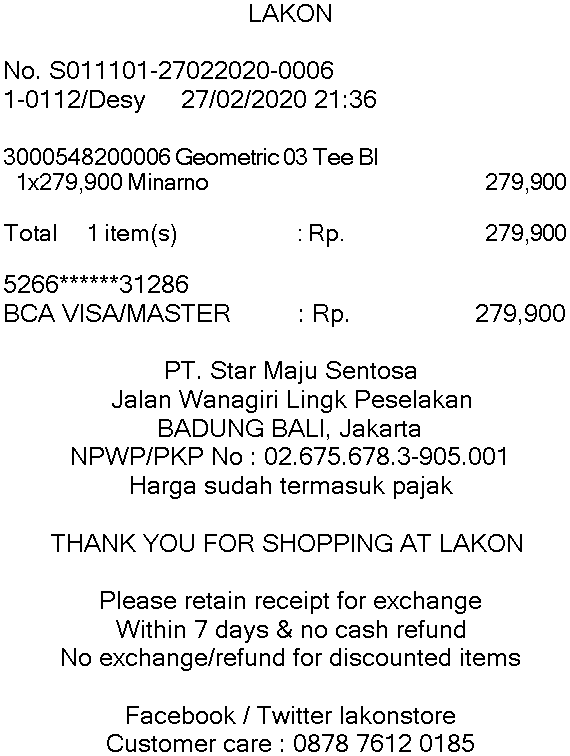 LAKON
No. S011101-27022020-0006
1-0112/Desy 27/02/2020 21:36
3000548200006 Geometric 03 Tee Bl
1x279,900 Minarno 279,900
Total 1 item(s) : Rp. 279,900
5266******31286
BCA VISA/MASTER : Rp. 279,900
PT. Star Maju Sentosa
Jalan Wanagiri Lingk Peselakan
BADUNG BALI, Jakarta
NPWP/PKP No : 02.675.678.3-905.001
Harga sudah termasuk pajak
THANK YOU FOR SHOPPING AT LAKON
Please retain receipt for exchange
Within 7 days & no cash refund
No exchange/refund for discounted items
Facebook / Twitter lakonstore
Customer care : 0878 7612 0185